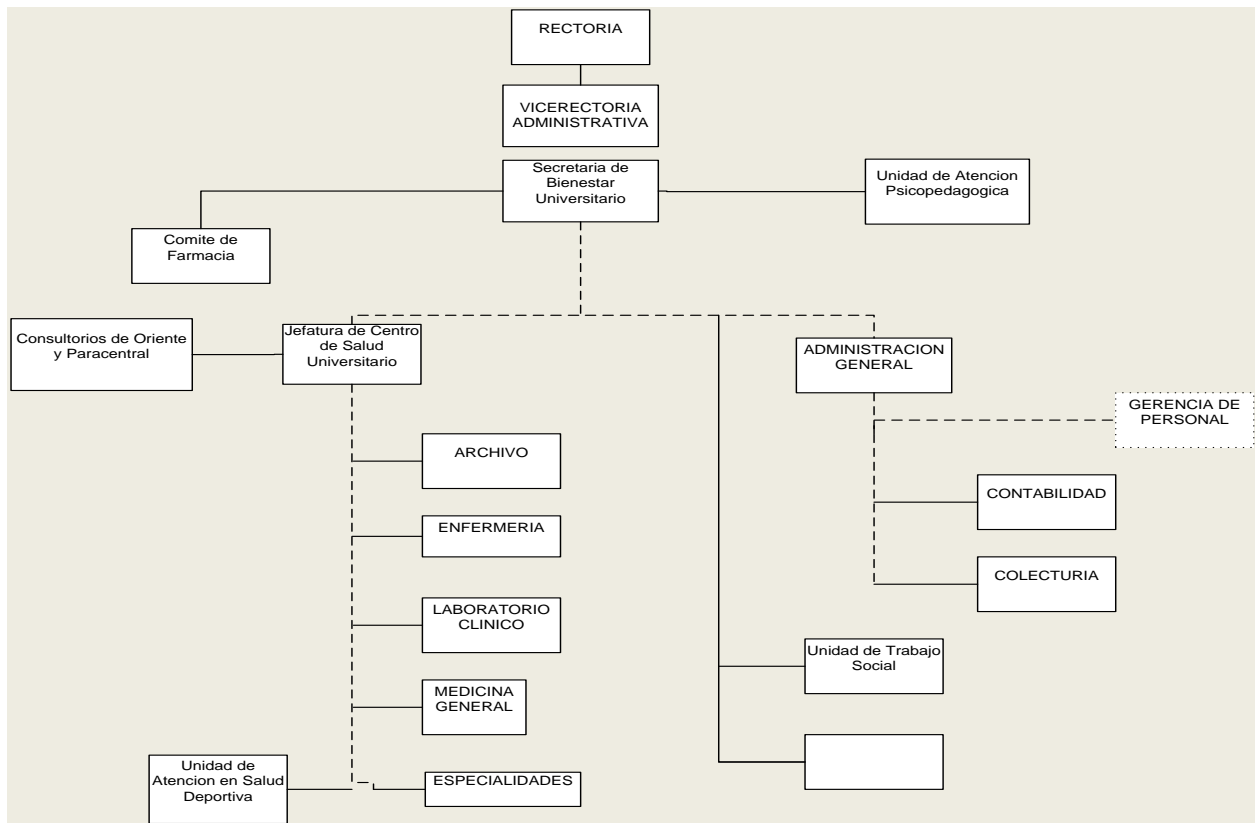 RECTORIA
VICERECTORIA
ADMINISTRATIVA
Secretaria de
Bienestar
Universitario
Unidad de Atencion
Psicopedagogica
Comite de
Farmacia
Consultorios de Oriente
y Paracentral
Jefatura de Centro
de Salud
Universitario
ADMINISTRACION
GENERAL
GERENCIA DE
PERSONAL
ARCHIVO
CONTABILIDAD
ENFERMERIA
COLECTURIA
LABORATORIO
CLINICO
Unidad de Trabajo
Social
MEDICINA
GENERAL
Unidad de
Atencion en Salud
Deportiva
ESPECIALIDADES